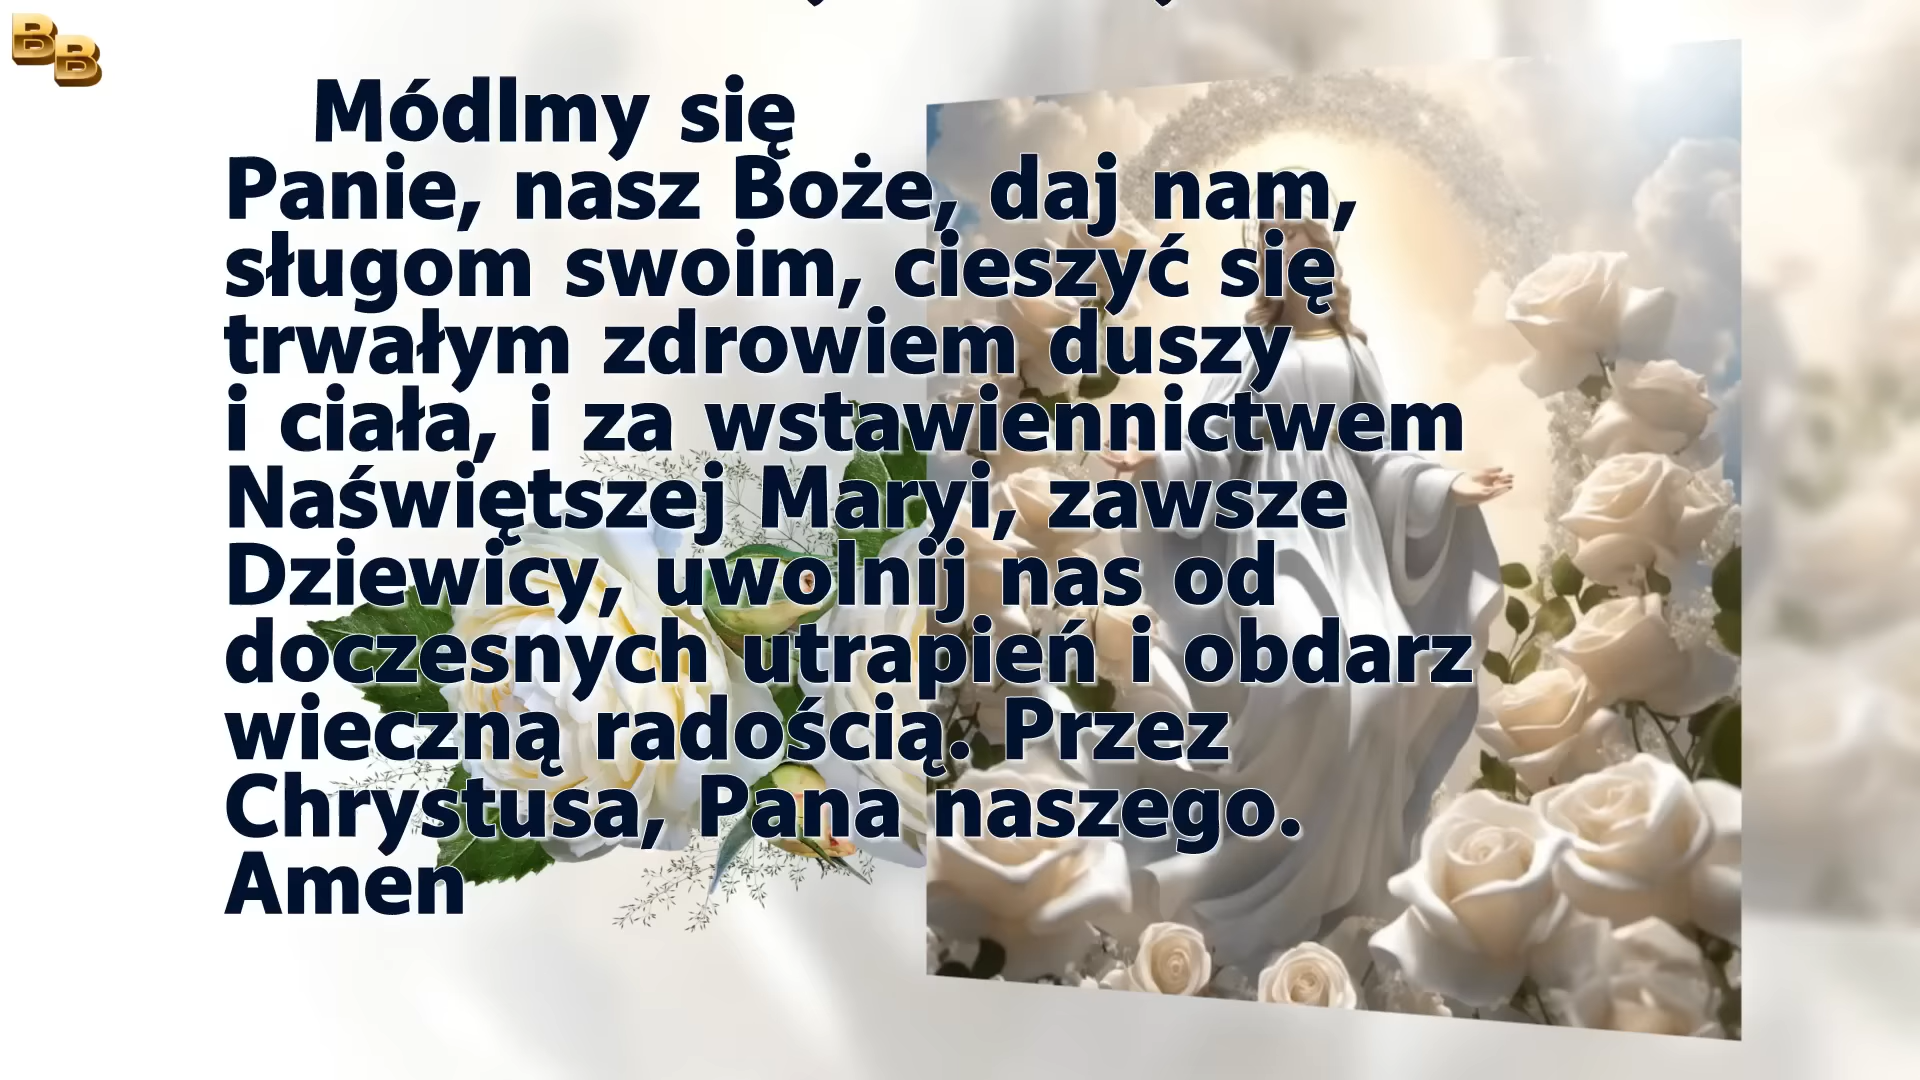 BB
Módlmy się
Panie, nasz Boże, daj nam,
sługom swoim, cieszyć się
trwałym zdrowiem duszy
i ciała, i za wstawiennictwem
Naświętszej Maryi, zawsze
Dziewicy, uwolnij nas od
doczesnych utrapień i obdarz
wieczną radością. Przez
Chrystusa, Pana naszego.
Amen